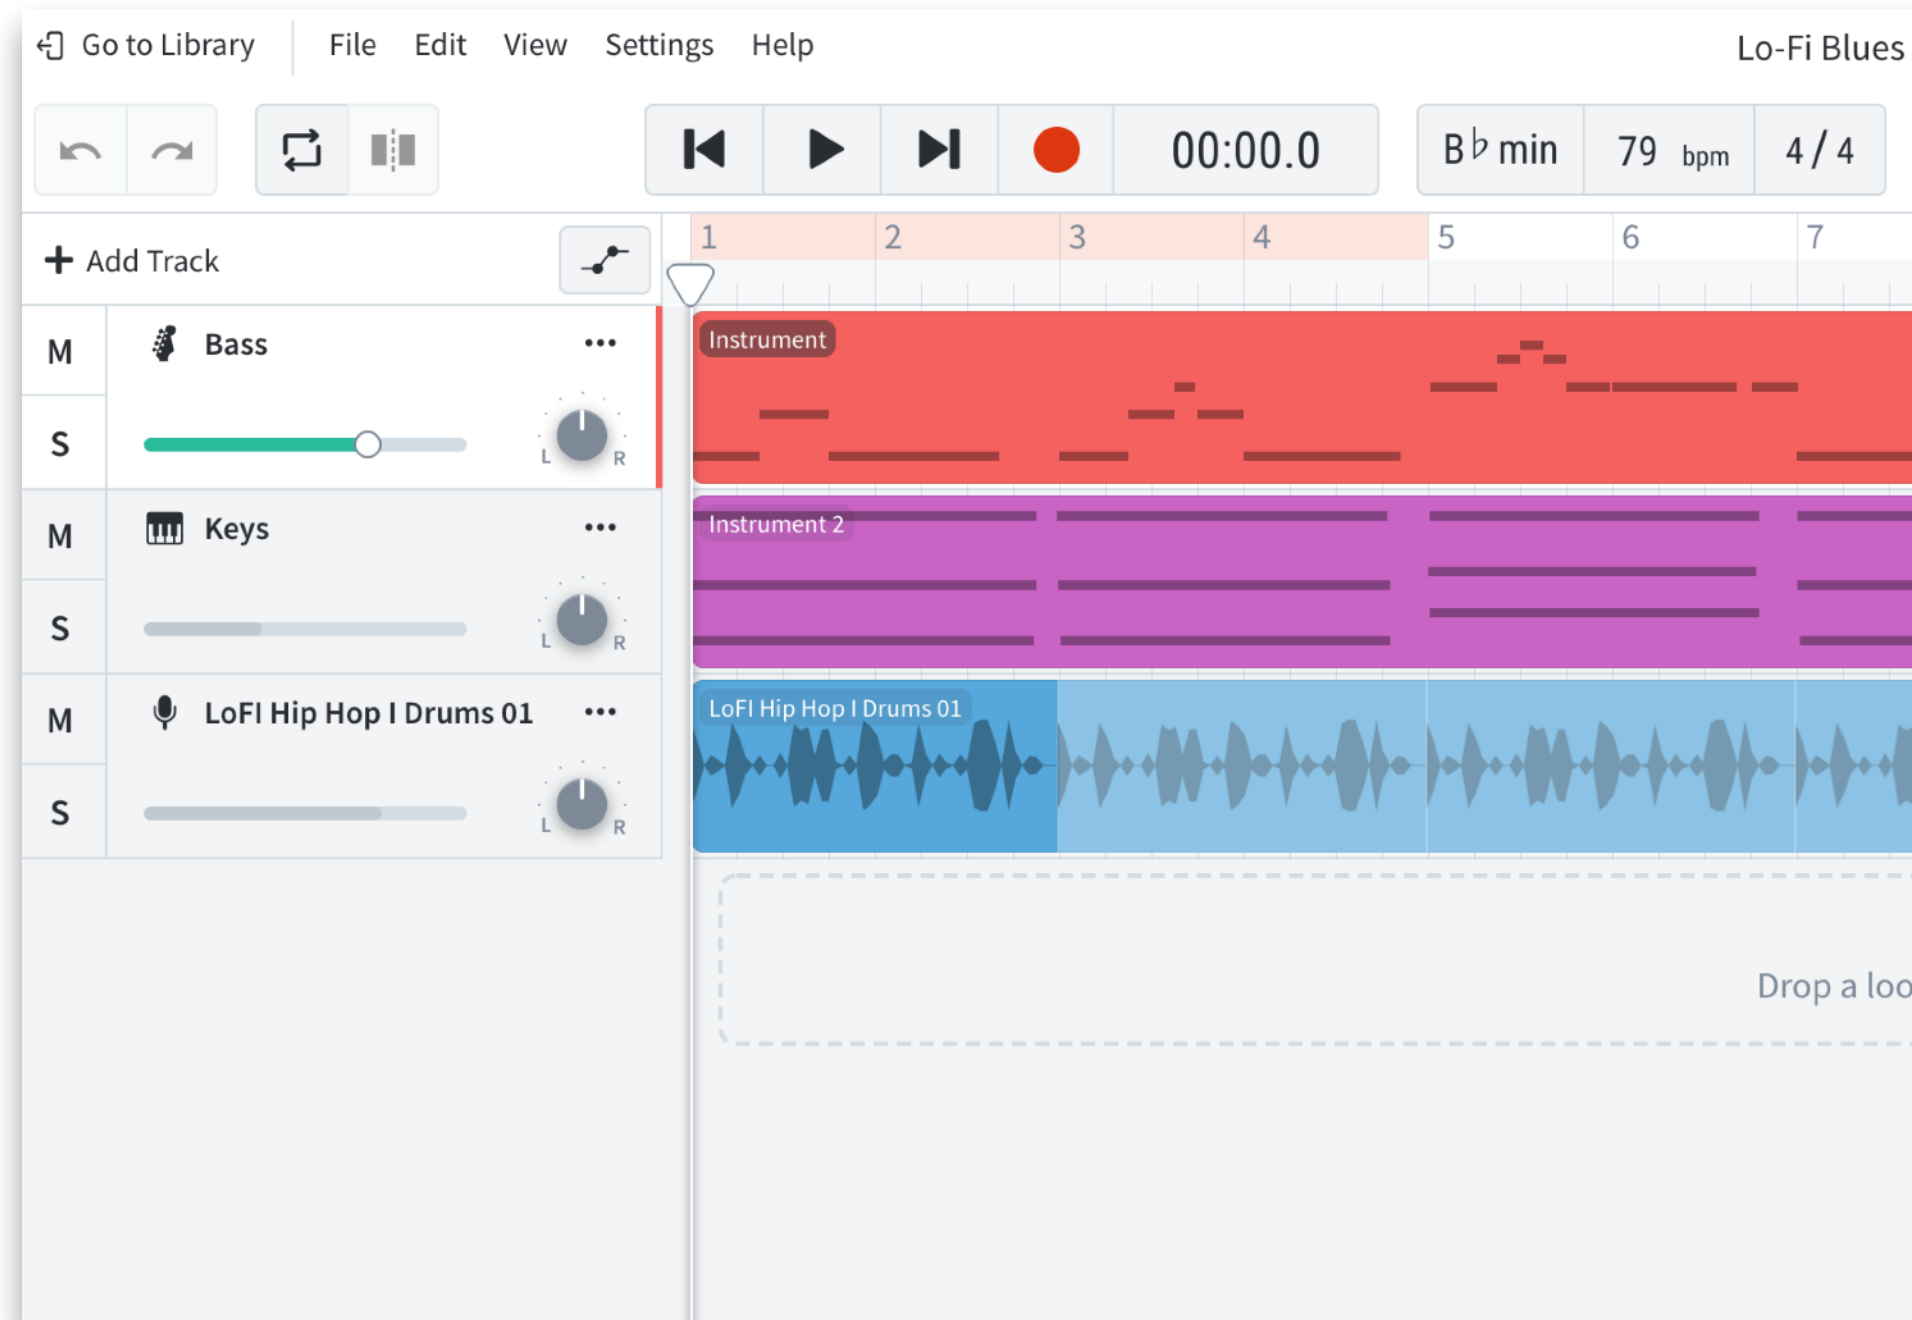 Go to Library File Edit View Settings Help Lo-Fi Blues
00:00.0 B♭ min 79 bpm 4 / 4
Add Track 1 2 3 4 5 6 7
M Bass Instrument
S L R
M Keys Instrument 2
S L R
M LoFI Hip Hop I Drums 01 LoFI Hip Hop I Drums 01
S L R
Drop a loo